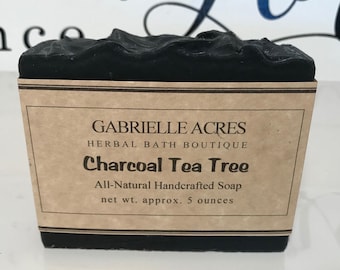 GABRIELLE ACRES
HERBAL BATH BOUTIQUE
Charcoal Tea Tree
All-Natural Handcrafted Soap
net wt. approx. 5 ounces